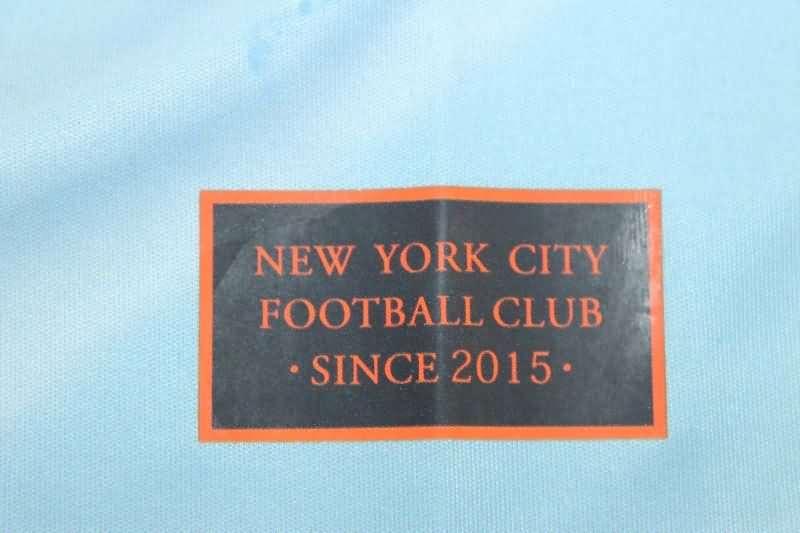 NEW YORK CITY
FOOTBALL CLUB
· SINCE 2015 ·